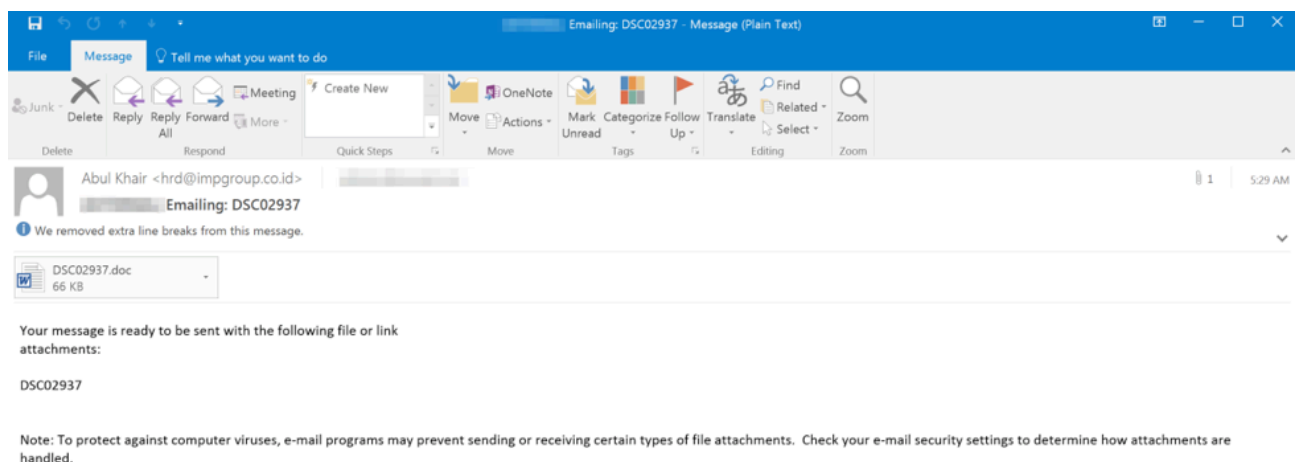 Emailing: DSC02937 - Message (Plain Text)
File Message Tell me what you want to do
Junk Delete Reply Reply All Forward Meeting More
Create New
Move OneNote Actions
Mark Unread Categorize Follow Up
Translate Find Related Select
Zoom
Delete Respond Quick Steps Move Tags Editing Zoom
Abul Khair <hrd@impgroup.co.id> 1 5:29 AM
Emailing: DSC02937
We removed extra line breaks from this message.
DSC02937.doc
66 KB
Your message is ready to be sent with the following file or link
attachments:
DSC02937
Note: To protect against computer viruses, e-mail programs may prevent sending or receiving certain types of file attachments. Check your e-mail security settings to determine how attachments are
handled.